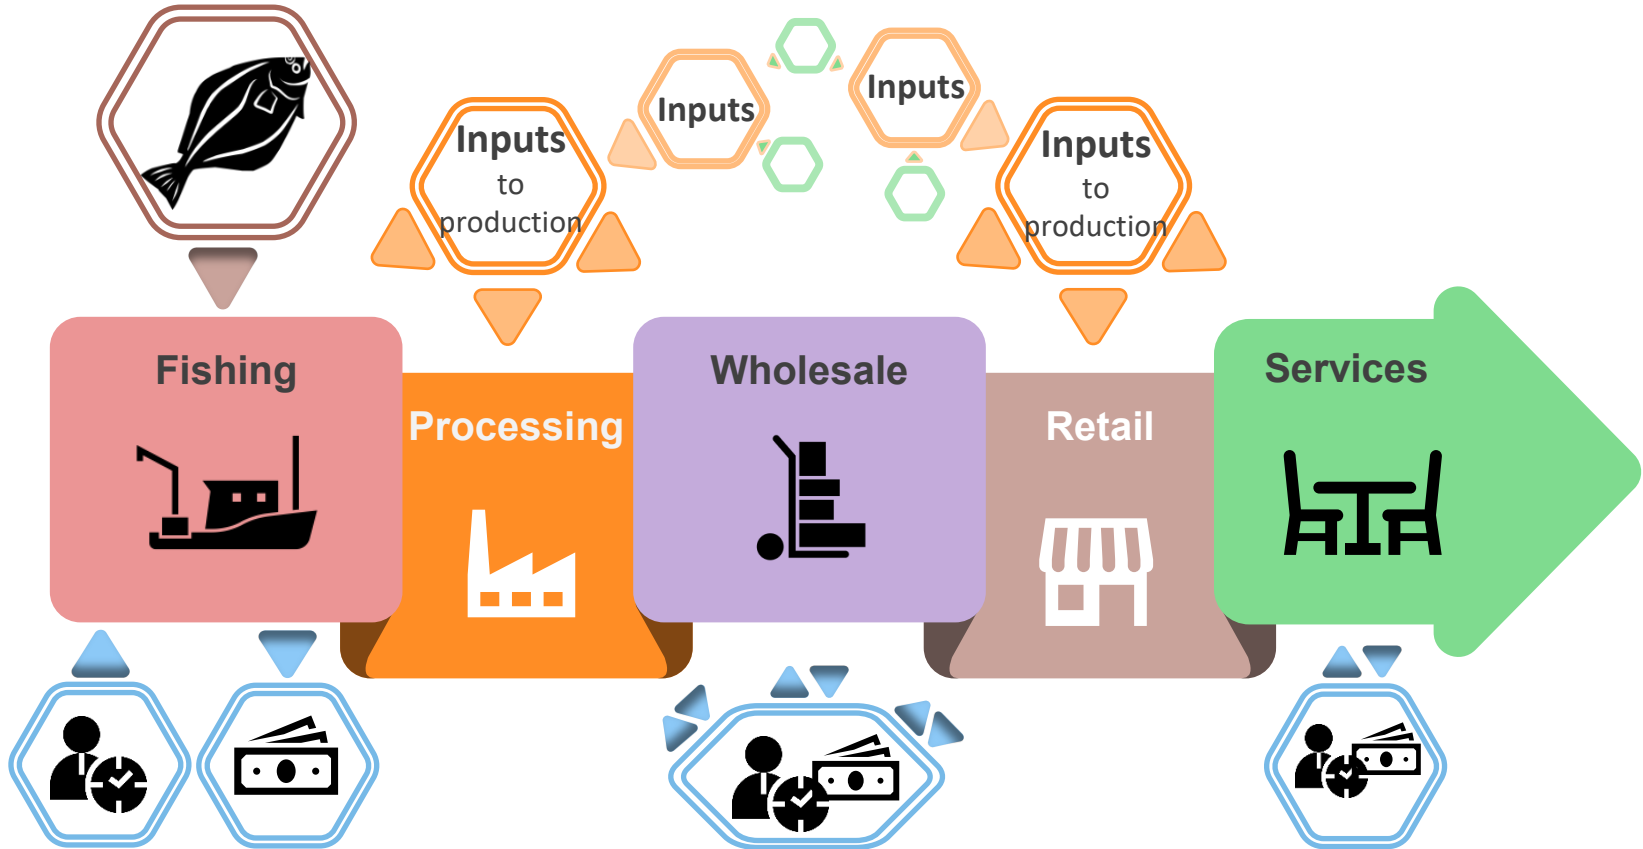 Inputs
Inputs
Inputs
to
production
Inputs
to
production
Fishing
Processing
Wholesale
Retail
Services